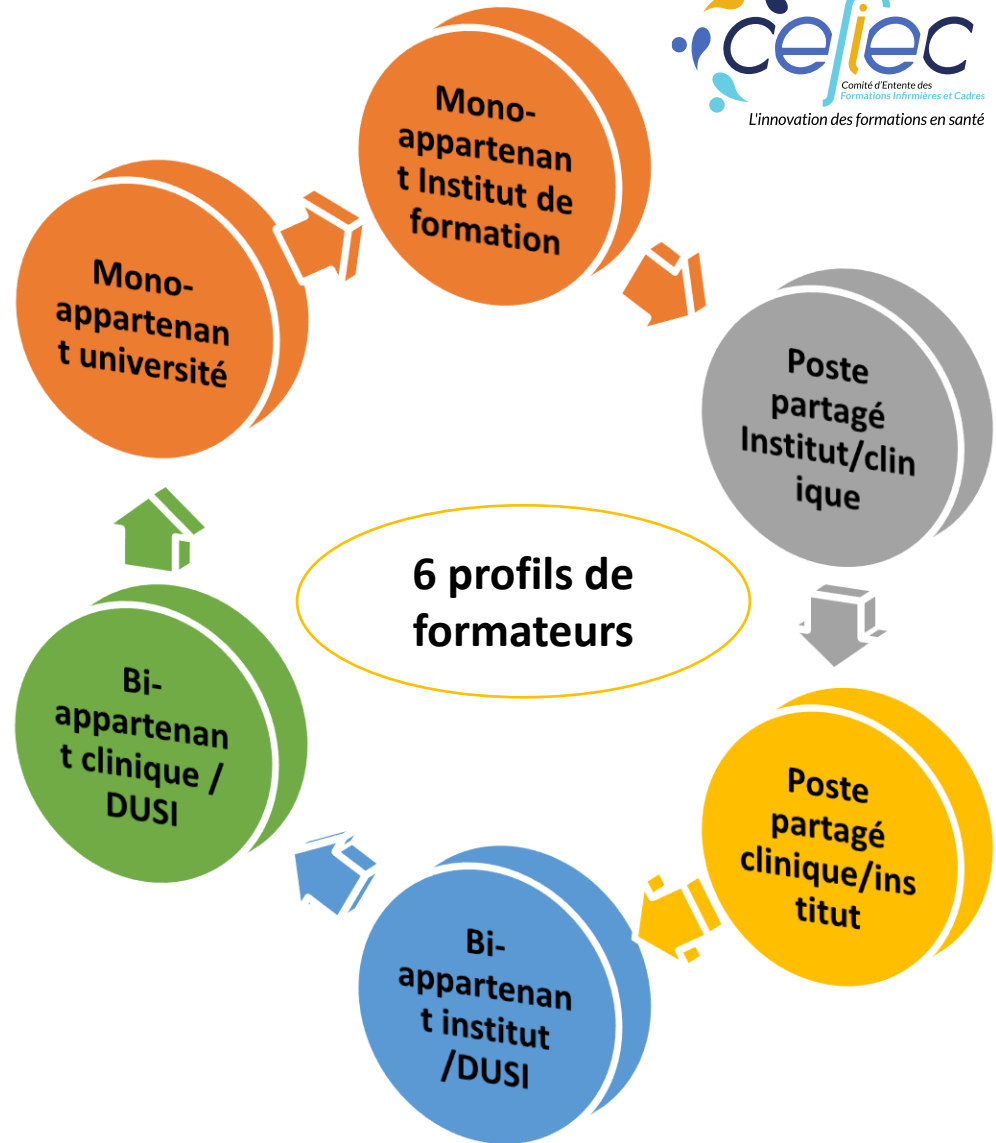 cefiec
Comité d'Entente des
Formations Infirmières et Cadres
L'innovation des formations en santé
Mono-
appartenan
t Institut de
formation
Mono-
appartenan
t université
Poste
partagé
Institut/clin
ique
6 profils de
formateurs
Bi-
appartenan
t clinique /
DUSI
Poste
partagé
clinique/ins
titut
Bi-
appartenan
t institut
/DUSI